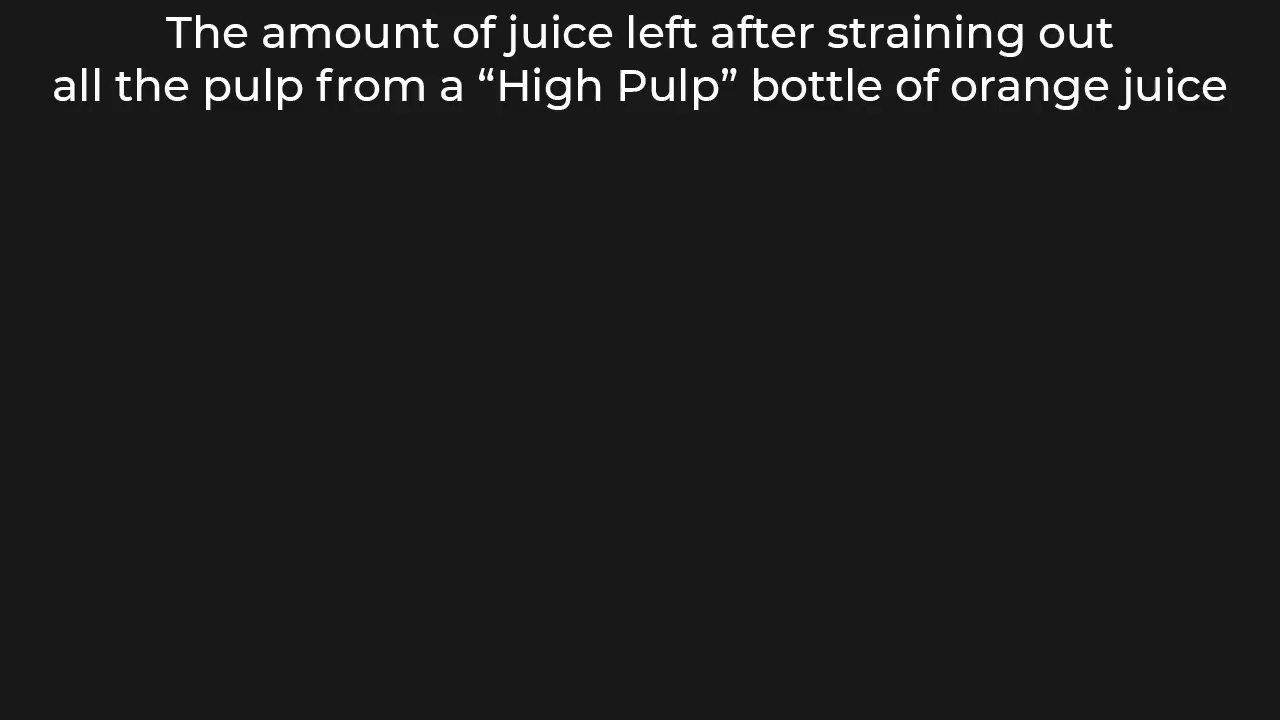 The amount of juice left after straining out
all the pulp from a “High Pulp” bottle of orange juice